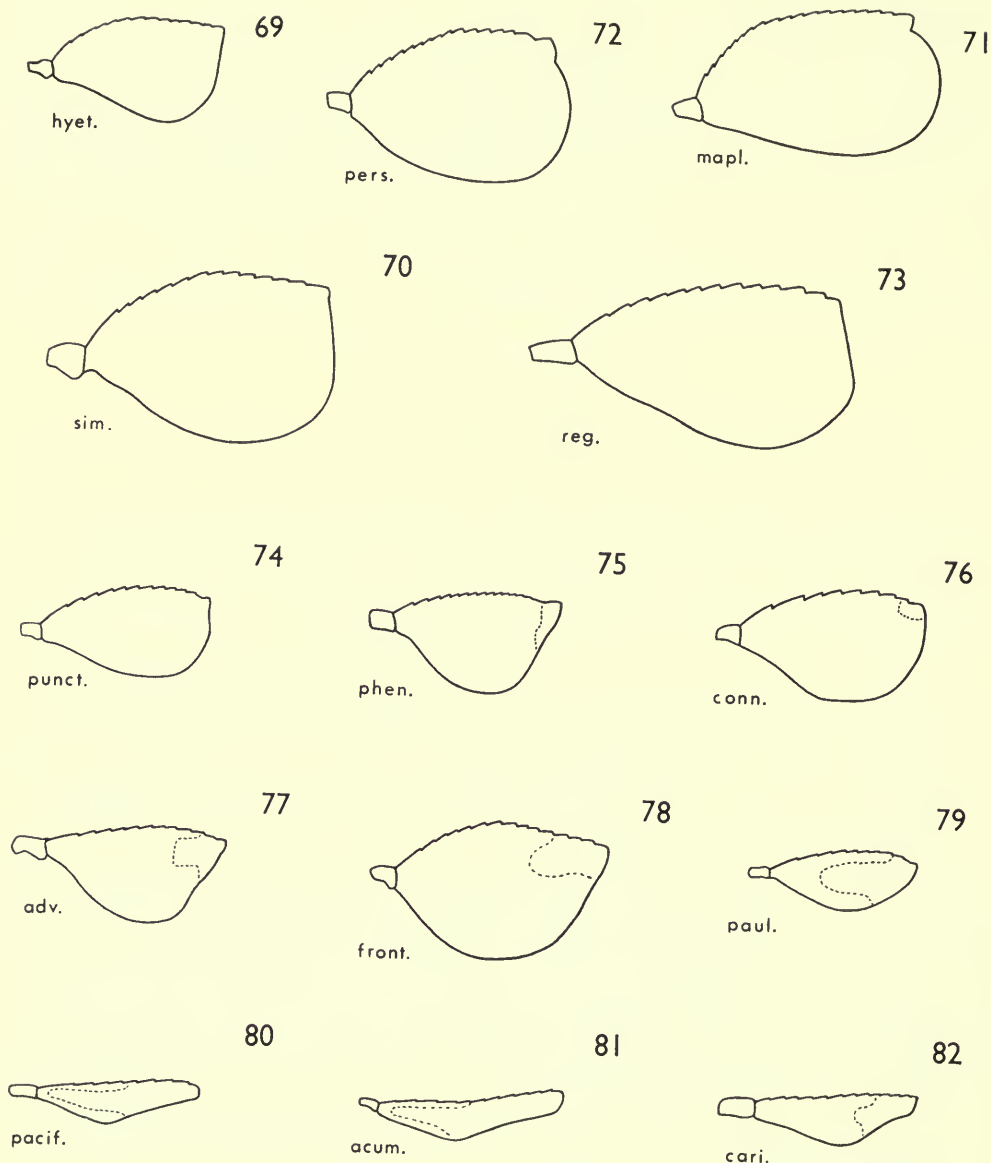 69
hyet.
72
pers.
71
mapl.
70
sim.
73
reg.
74
punct.
75
phen.
76
conn.
77
adv.
78
front.
79
paul.
80
pacif.
81
acum.
82
cari.